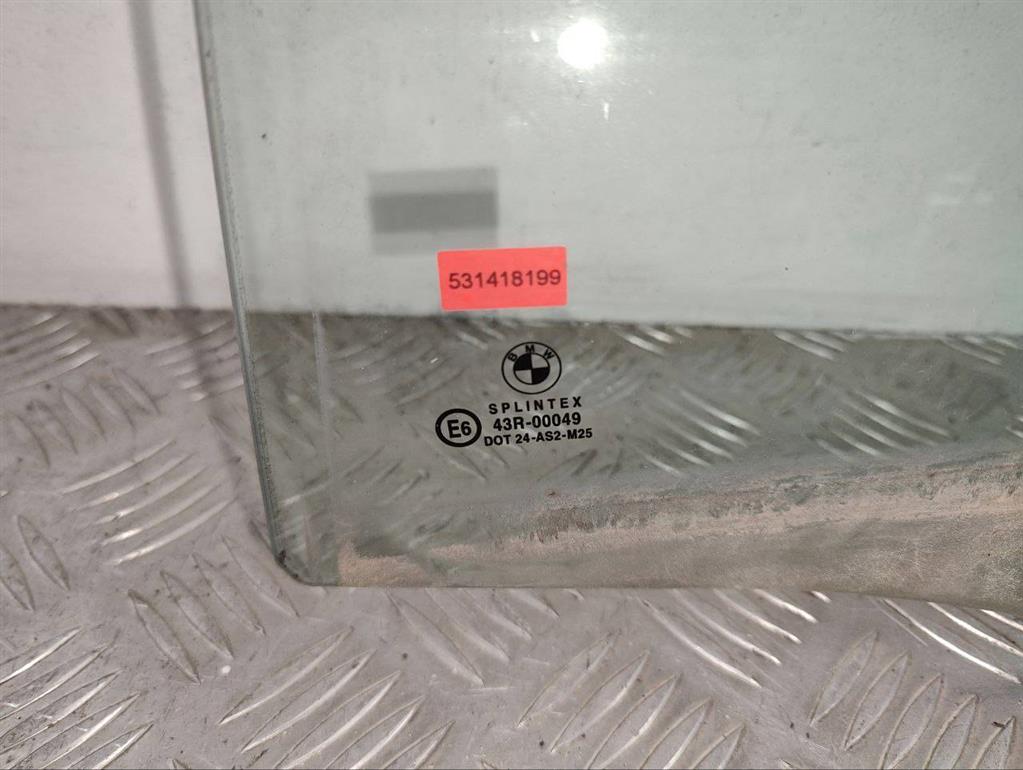 531418199
BMW
SPLINTEX
E6
43R-00049
DOT 24-AS2-M25